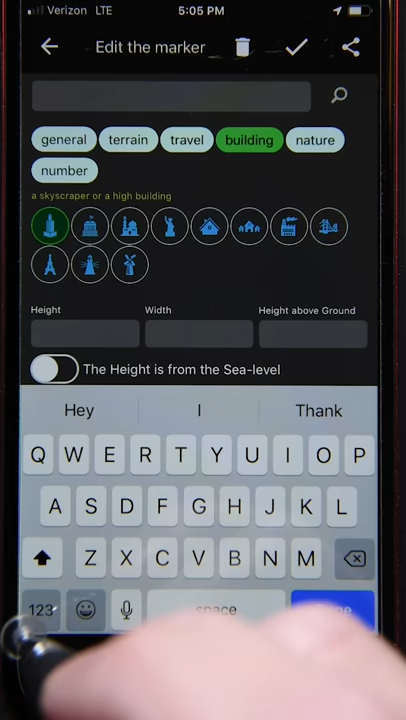 Verizon LTE 5:05 PM
Edit the marker
general terrain travel building nature
number
a skyscraper or a high building
Height Width Height above Ground
The Height is from the Sea-level
Hey I Thank
Q W E R T Y U I O P
A S D F G H J K L
Z X C V B N M
123 space